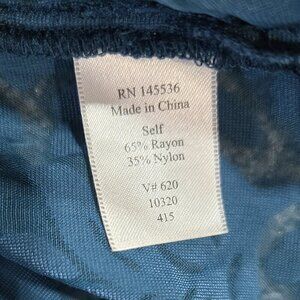 RN 145536
Made in China
Self
65% Rayon
35% Nylon
V# 620
10320
415